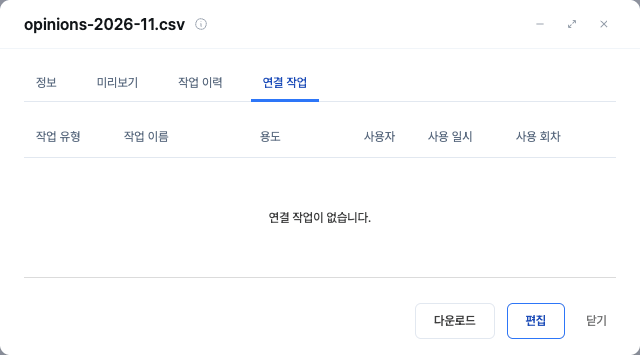 opinions-2026-11.csv
정보 미리보기 작업 이력 연결 작업
작업 유형 작업 이름 용도 사용자 사용 일시 사용 회차
연결 작업이 없습니다.
다운로드 편집 닫기